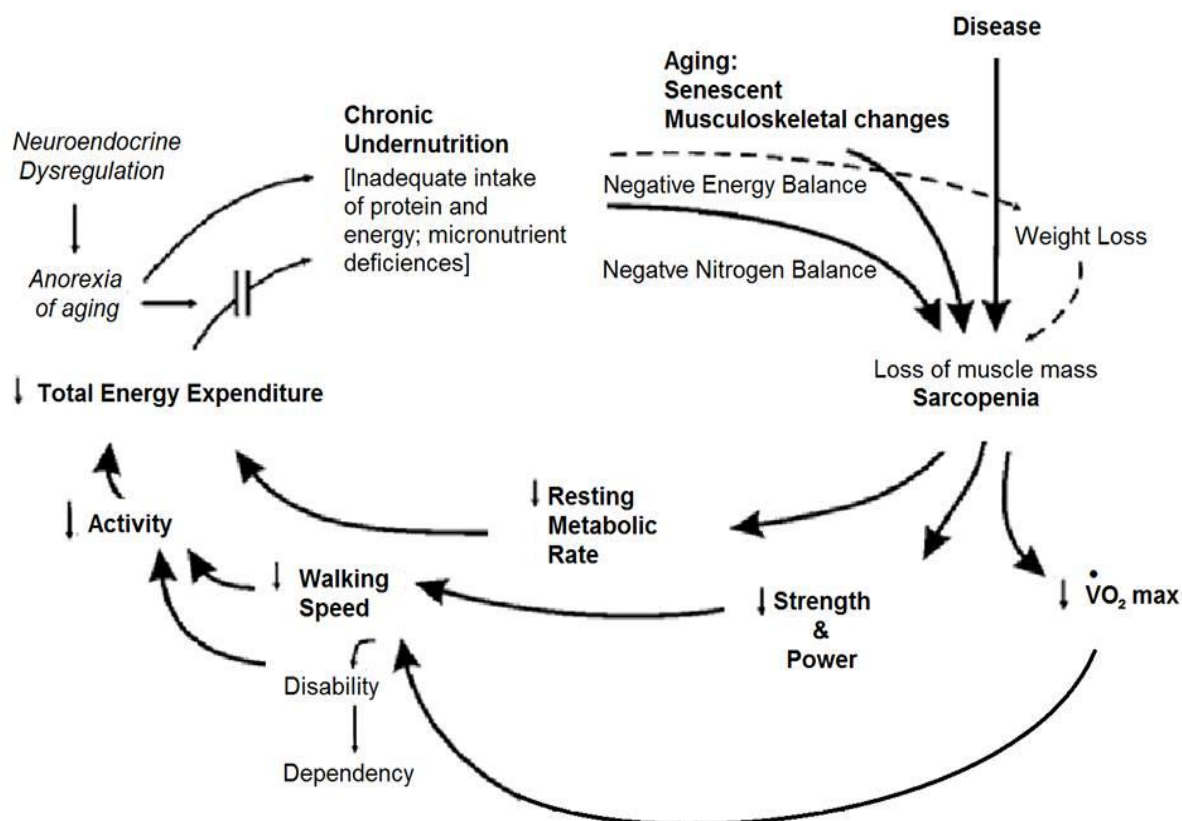 Disease
Aging:
Senescent
Musculoskeletal changes
Neuroendocrine
Dysregulation
Chronic
Undernutrition
[Inadequate intake
of protein and
energy; micronutrient
deficiences]
Negative Energy Balance
Negatve Nitrogen Balance
Weight Loss
Anorexia
of aging
Loss of muscle mass
Sarcopenia
↓ Total Energy Expenditure
↓ Resting
Metabolic
Rate
↓ Activity
↓ Walking
Speed
↓ Strength
&
Power
↓ V̇O₂ max
Disability
Dependency